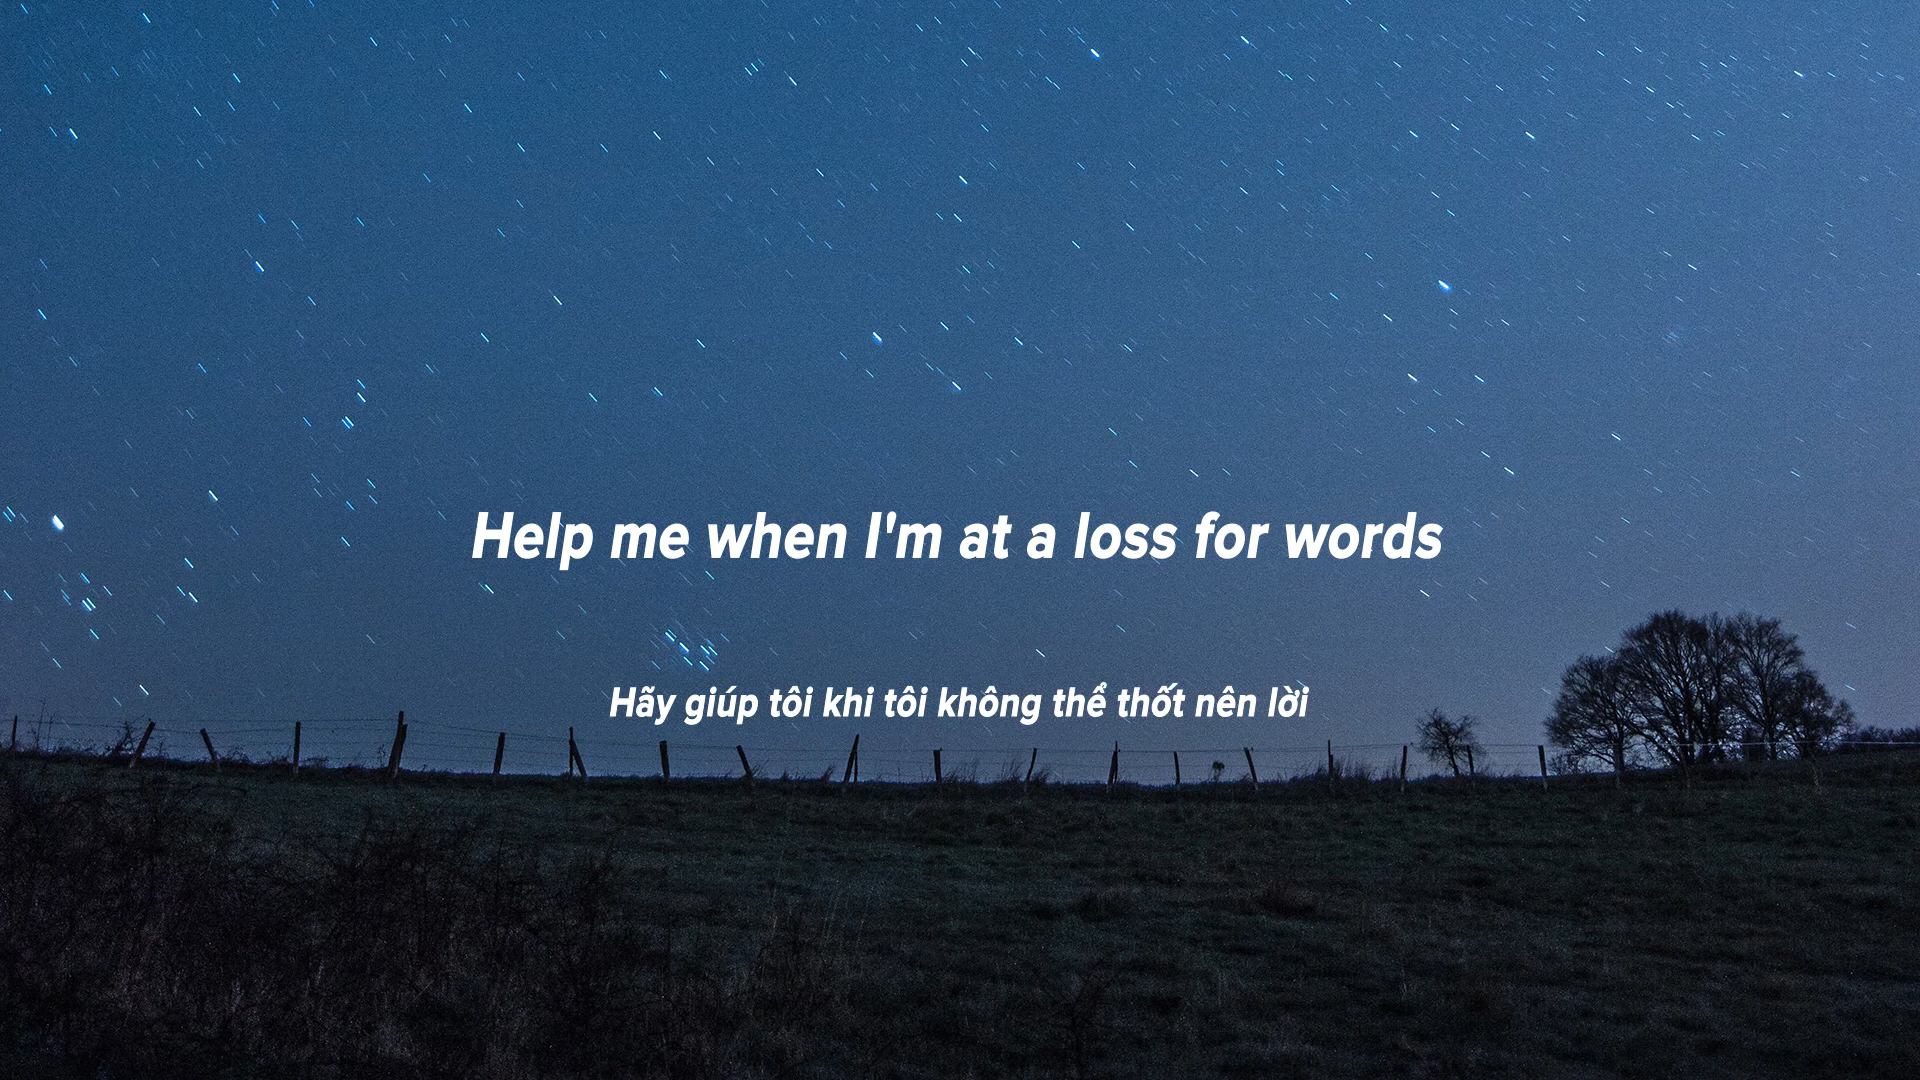 Help me when I'm at a loss for words
Hãy giúp tôi khi tôi không thể thốt nên lời